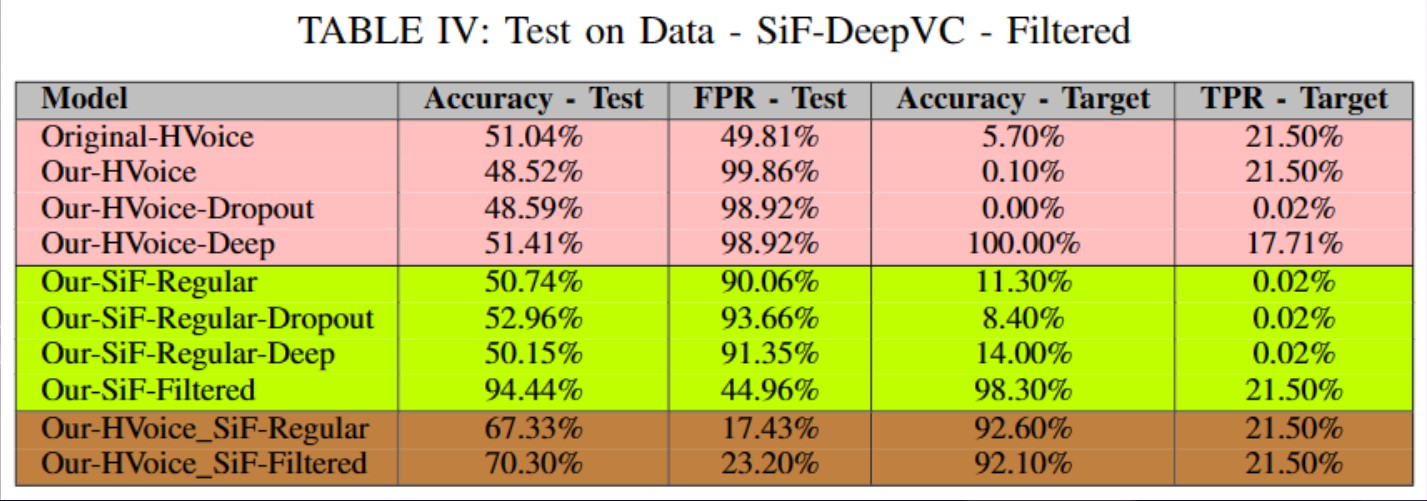 TABLE IV: Test on Data - SiF-DeepVC - Filtered
Model Accuracy - Test FPR - Test Accuracy - Target TPR - Target
Original-HVoice 51.04% 49.81% 5.70% 21.50%
Our-HVoice 48.52% 99.86% 0.10% 21.50%
Our-HVoice-Dropout 48.59% 98.92% 0.00% 0.02%
Our-HVoice-Deep 51.41% 98.92% 100.00% 17.71%
Our-SiF-Regular 50.74% 90.06% 11.30% 0.02%
Our-SiF-Regular-Dropout 52.96% 93.66% 8.40% 0.02%
Our-SiF-Regular-Deep 50.15% 91.35% 14.00% 0.02%
Our-SiF-Filtered 94.44% 44.96% 98.30% 21.50%
Our-HVoice_SiF-Regular 67.33% 17.43% 92.60% 21.50%
Our-HVoice_SiF-Filtered 70.30% 23.20% 92.10% 21.50%